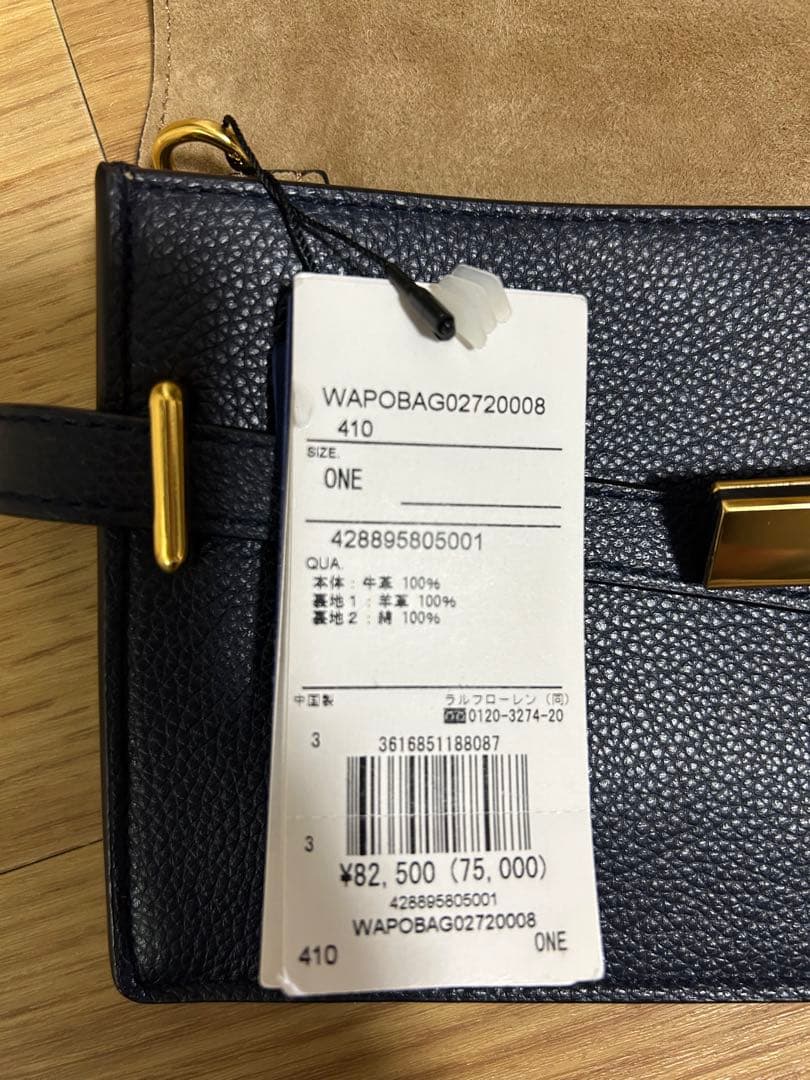 WAPOBAG02720008
410
SIZE.
ONE
428895805001
QUA.
本体：牛革 100%
裏地1：羊革 100%
裏地2：綿 100%
中国製
ラルフローレン（同）
0120-3274-20
3
3616851188087
3
¥82,500 (75,000)
428895805001
WAPOBAG02720008
410
ONE